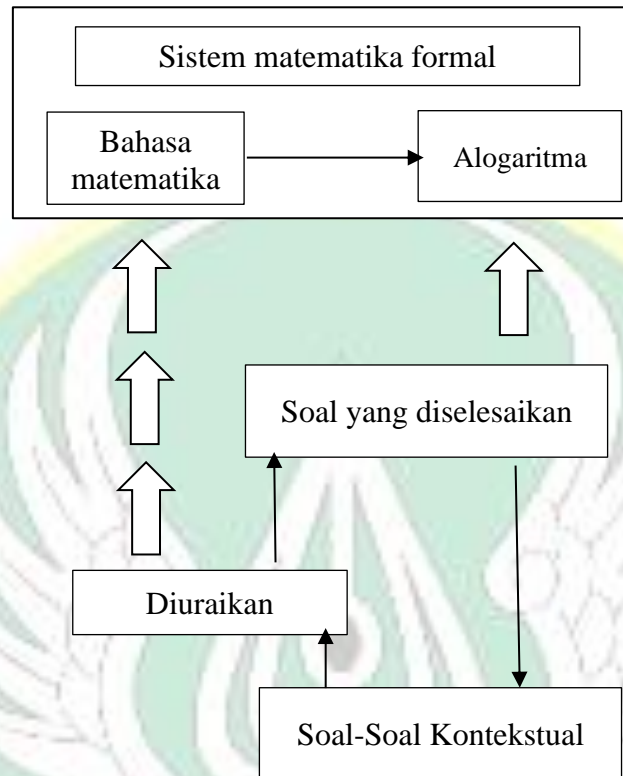 Sistem matematika formal
Bahasa
matematika
Alogaritma
Soal yang diselesaikan
Diuraikan
Soal-Soal Kontekstual